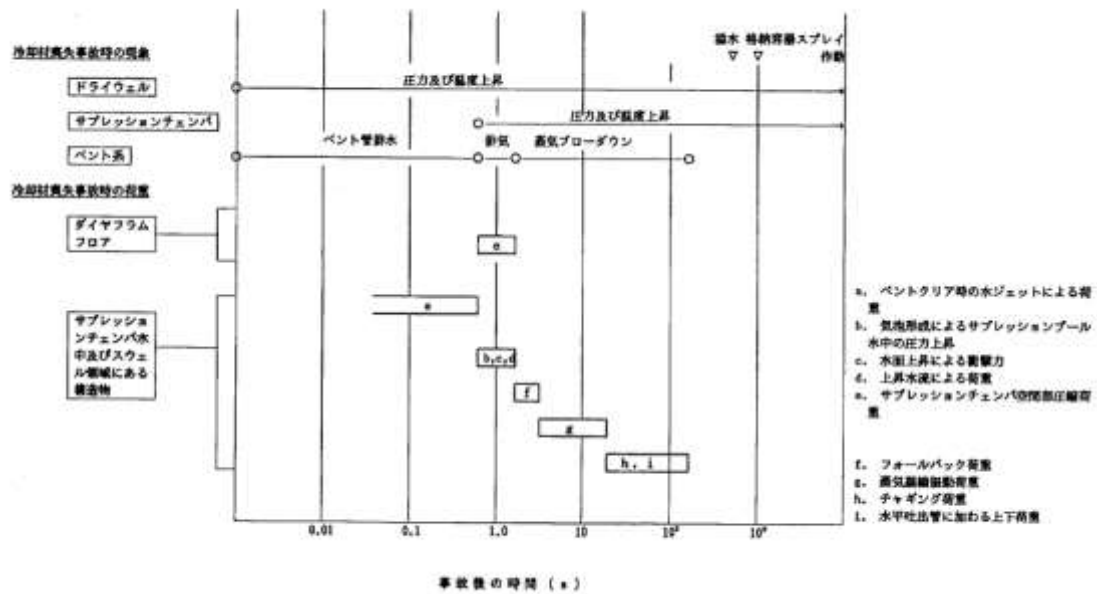 冷却材喪失事故時の現象
溢水 格納容器スプレイ
作動
▽ ▽
ドライウェル
圧力及び温度上昇
サプレッションチェンバ
圧力及び温度上昇
ベント系
ベント管排水
排気
蒸気ブローダウン
冷却材喪失事故時の荷重
ダイヤフラム
フロア
e
サプレッショ
ンチェンバ水
中及びスウェ
ル領域にある
構造物
a
b,c,d
f
g
h, i
a. ベントクリア時の水ジェットによる荷
重
b. 気泡形成によるサプレッションプール
水中の圧力上昇
c. 水面上昇による衝撃力
d. 上昇水流による荷重
e. サプレッションチェンバ空間部圧縮荷
重
f. フォールバック荷重
g. 蒸気凝縮振動荷重
h. チャギング荷重
i. 水平吐出管に加わる上下荷重
0.01 0.1 1.0 10 10²
事故後の時間 (s)